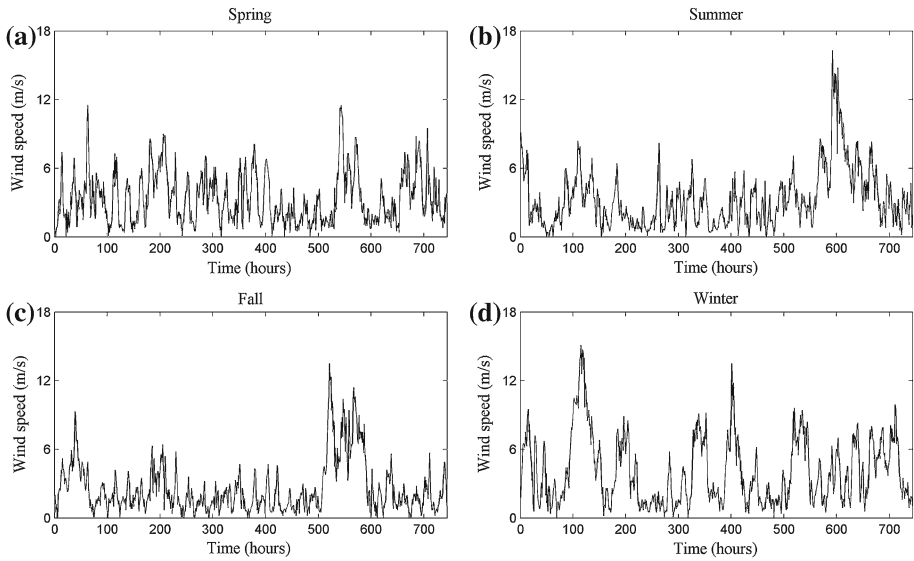 Spring
(a)
18
12
6
0
Wind speed (m/s)
0 100 200 300 400 500 600 700
Time (hours)
Summer
(b)
18
12
6
0
Wind speed (m/s)
0 100 200 300 400 500 600 700
Time (hours)
Fall
(c)
18
12
6
0
Wind speed (m/s)
0 100 200 300 400 500 600 700
Time (hours)
Winter
(d)
18
12
6
0
Wind speed (m/s)
0 100 200 300 400 500 600 700
Time (hours)